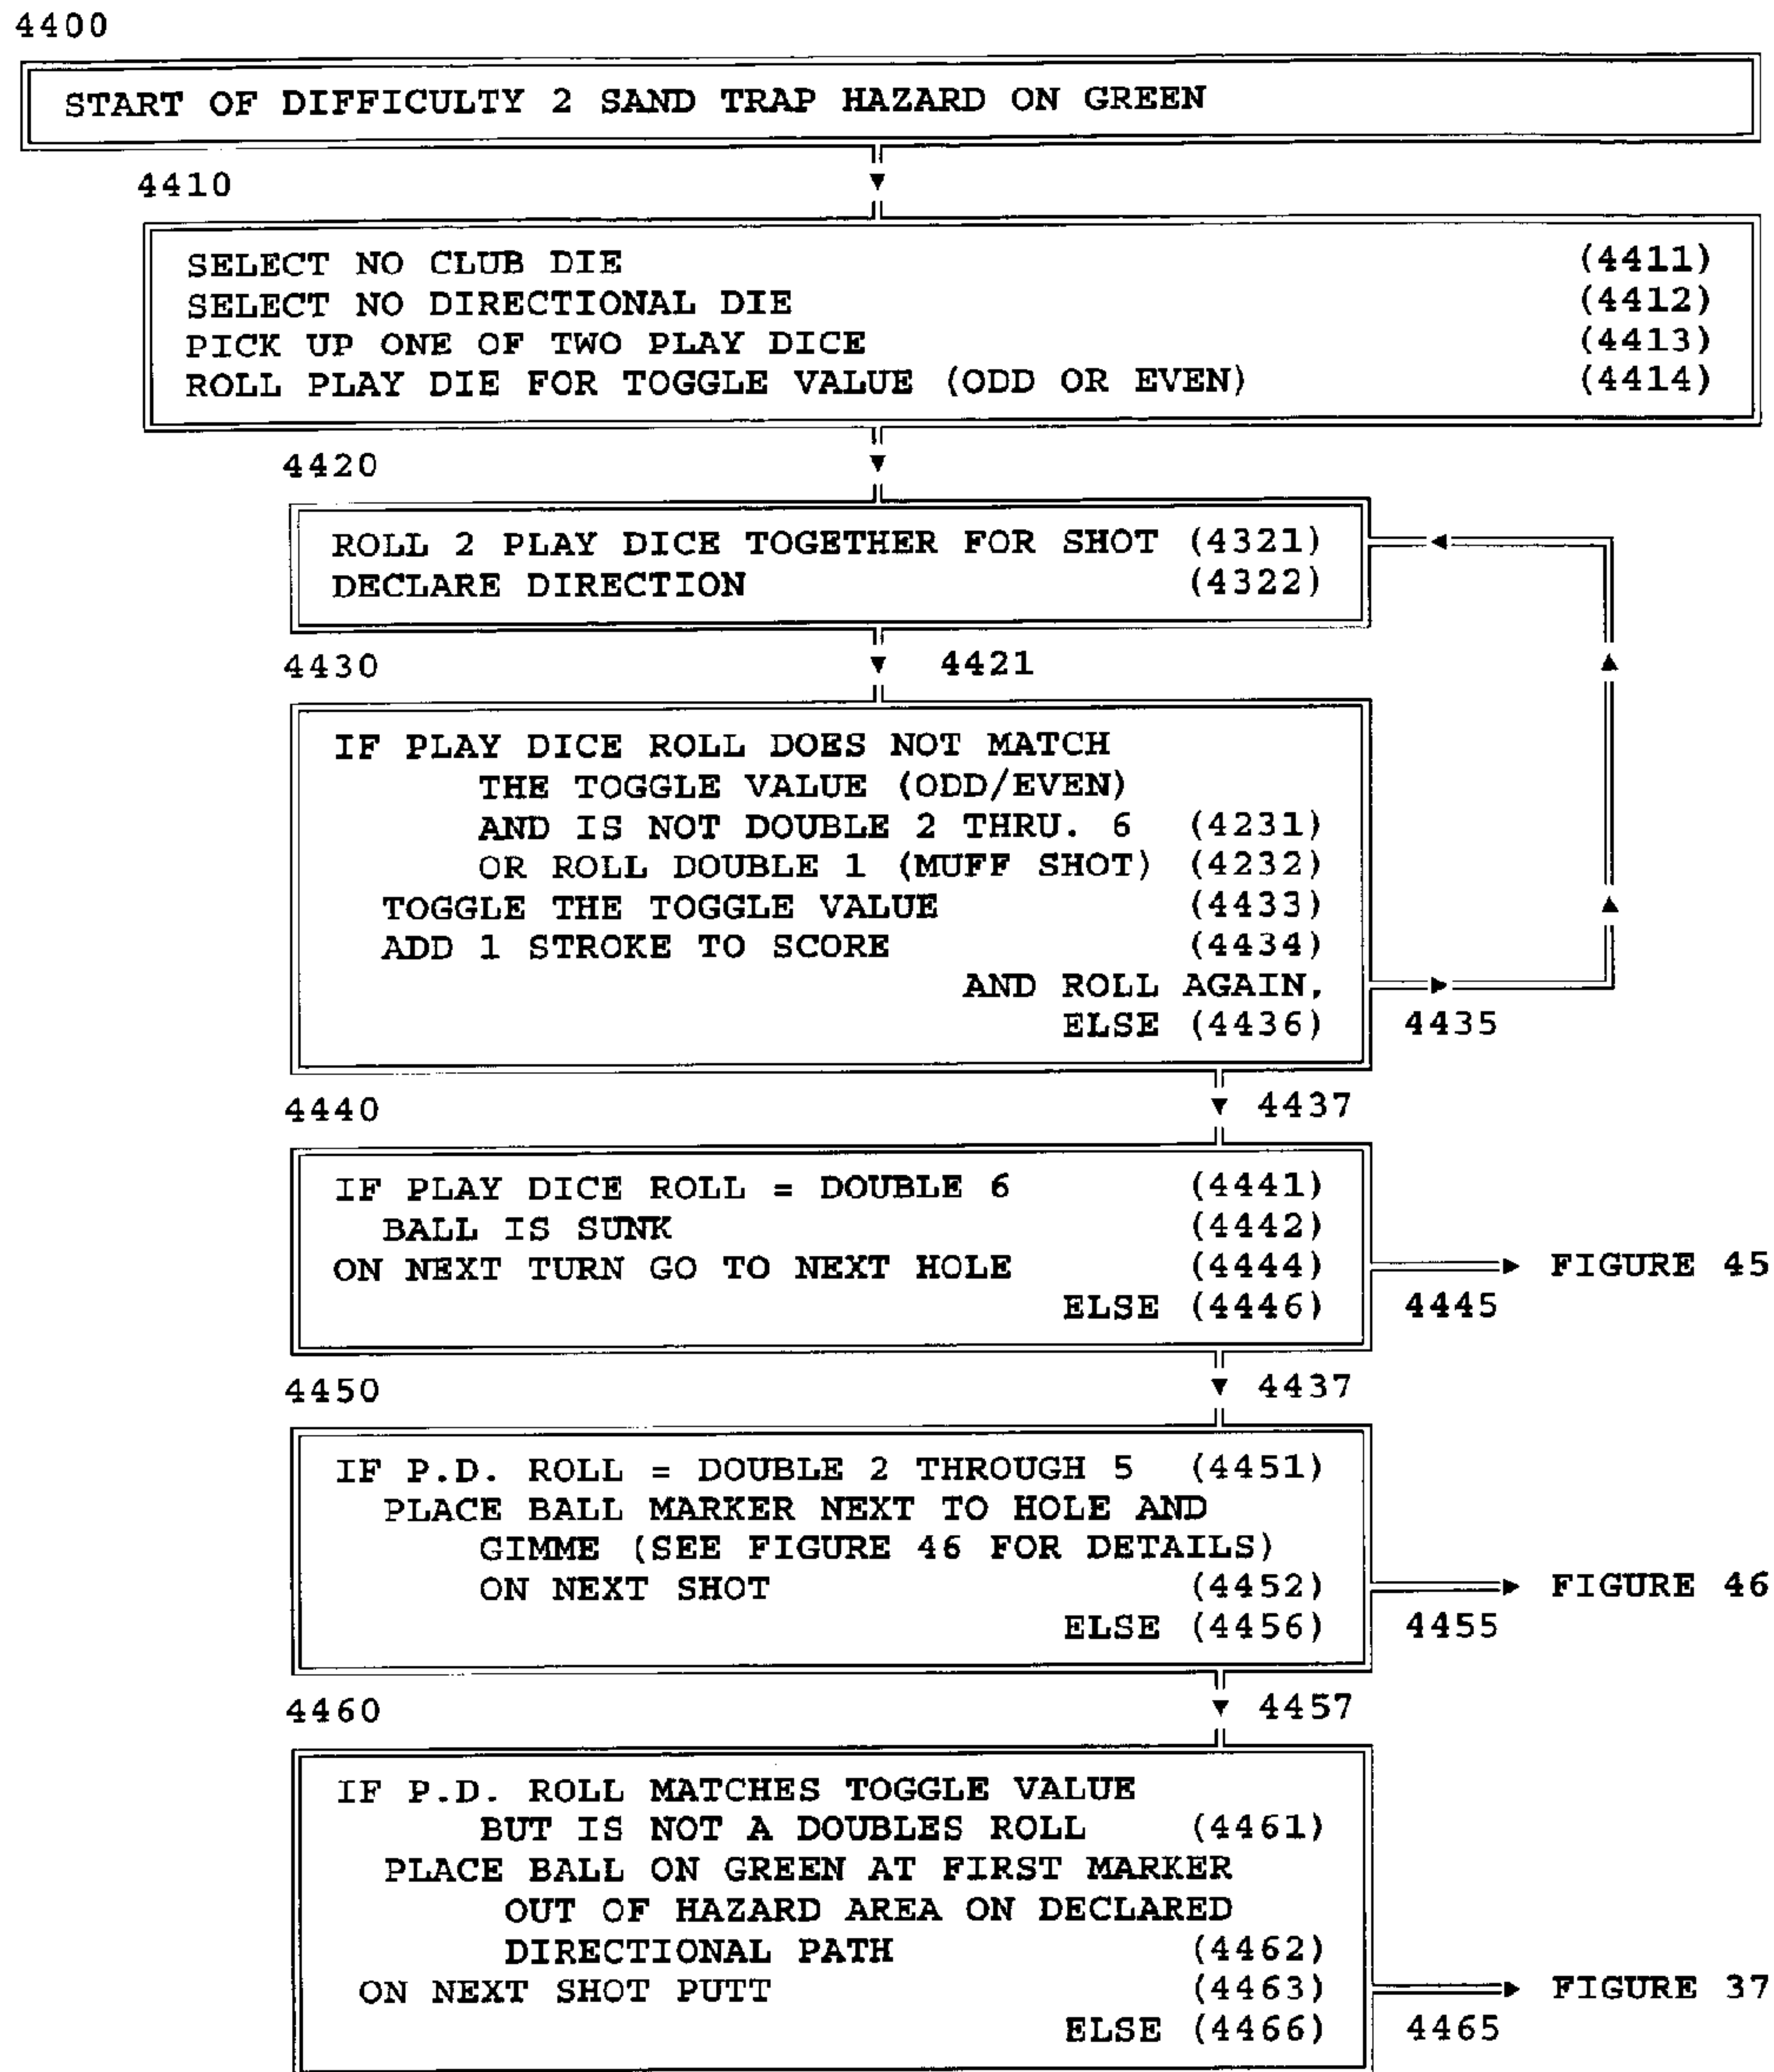 4400
START OF DIFFICULTY 2 SAND TRAP HAZARD ON GREEN
4410
SELECT NO CLUB DIE (4411)
SELECT NO DIRECTIONAL DIE (4412)
PICK UP ONE OF TWO PLAY DICE (4413)
ROLL PLAY DIE FOR TOGGLE VALUE (ODD OR EVEN) (4414)
4420
ROLL 2 PLAY DICE TOGETHER FOR SHOT (4321)
DECLARE DIRECTION (4322)
4430 4421
IF PLAY DICE ROLL DOES NOT MATCH
THE TOGGLE VALUE (ODD/EVEN)
AND IS NOT DOUBLE 2 THRU. 6 (4231)
OR ROLL DOUBLE 1 (MUFF SHOT) (4232)
TOGGLE THE TOGGLE VALUE (4433)
ADD 1 STROKE TO SCORE (4434)
AND ROLL AGAIN,
ELSE (4436) 4435
4440 4437
IF PLAY DICE ROLL = DOUBLE 6 (4441)
BALL IS SUNK (4442)
ON NEXT TURN GO TO NEXT HOLE (4444) FIGURE 45
ELSE (4446) 4445
4450 4437
IF P.D. ROLL = DOUBLE 2 THROUGH 5 (4451)
PLACE BALL MARKER NEXT TO HOLE AND
GIMME (SEE FIGURE 46 FOR DETAILS)
ON NEXT SHOT (4452) FIGURE 46
ELSE (4456) 4455
4460 4457
IF P.D. ROLL MATCHES TOGGLE VALUE
BUT IS NOT A DOUBLES ROLL (4461)
PLACE BALL ON GREEN AT FIRST MARKER
OUT OF HAZARD AREA ON DECLARED
DIRECTIONAL PATH (4462)
ON NEXT SHOT PUTT (4463) FIGURE 37
ELSE (4466) 4465